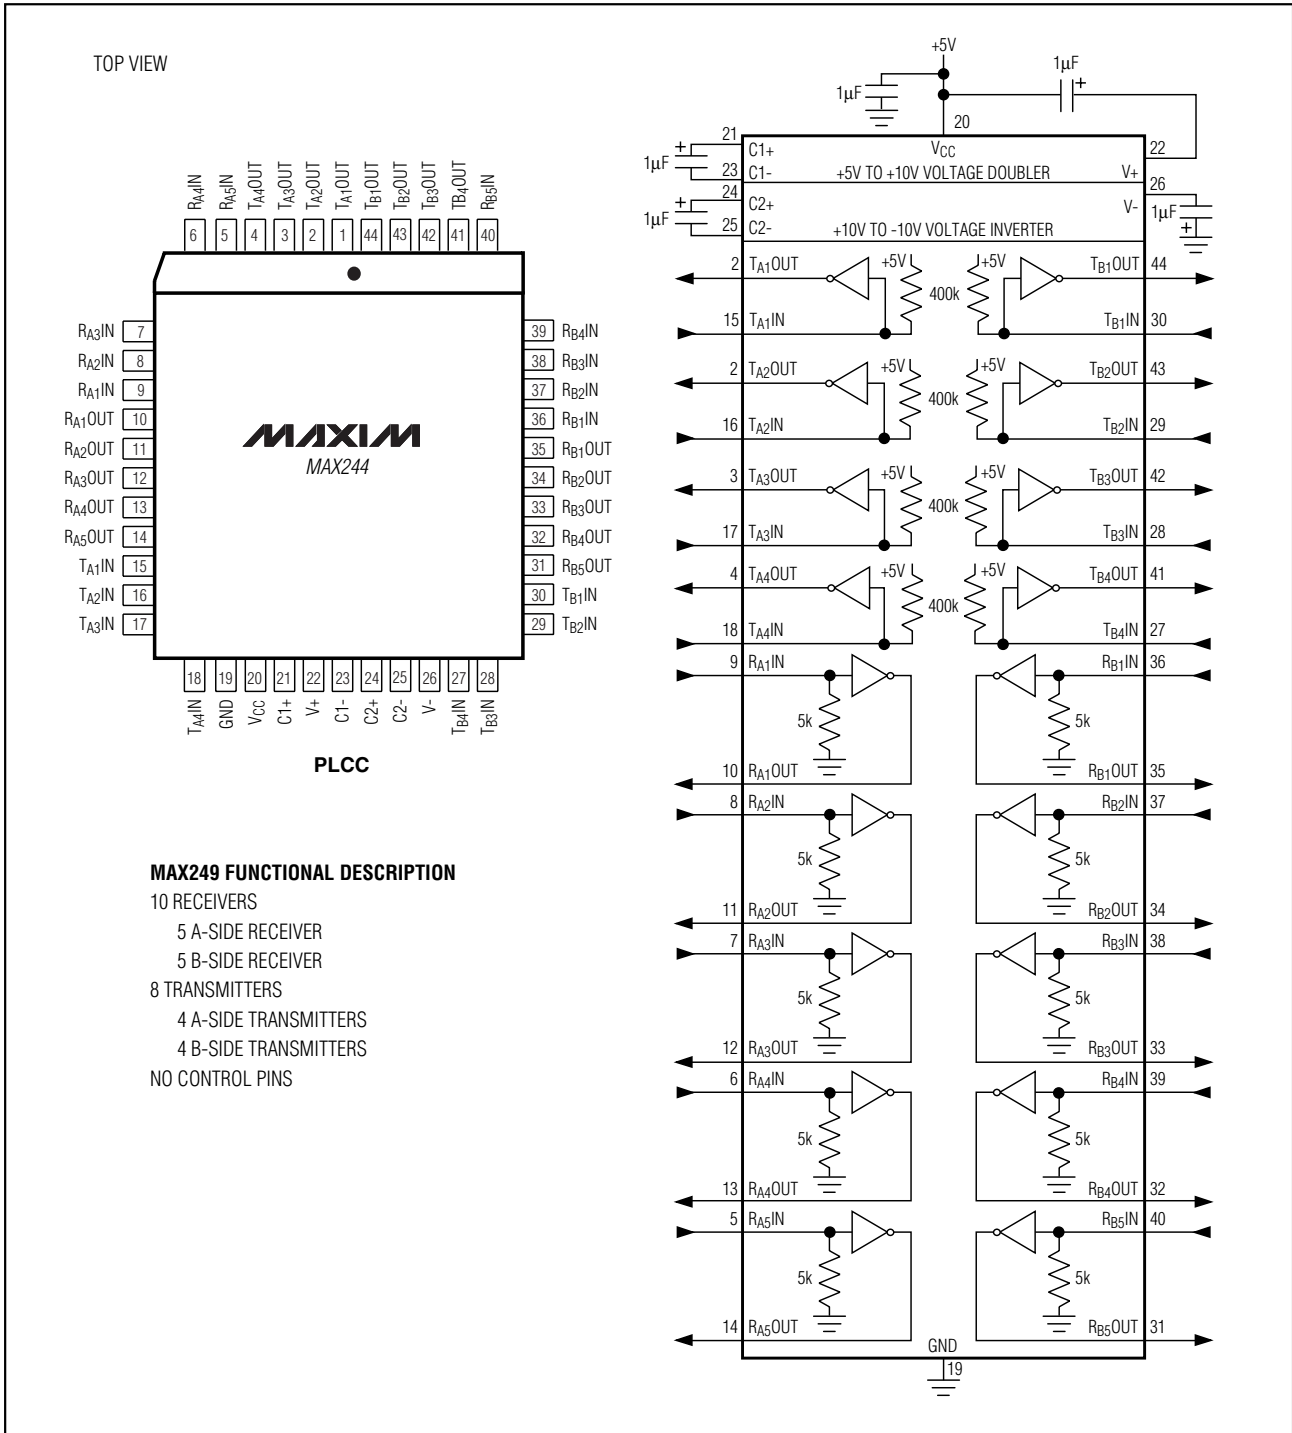 TOP VIEW
6 5 4 3 2 1 44 43 42 41 40
RA4IN RA5IN TA4OUT TA3OUT TA2OUT TA1OUT TB1OUT TB2OUT TB3OUT TB4OUT RB5IN
RA3IN 7
RA2IN 8
RA1IN 9
RA1OUT 10
RA2OUT 11
RA3OUT 12
RA4OUT 13
RA5OUT 14
TA1IN 15
TA2IN 16
TA3IN 17
MAXIM
MAX244
39 RB4IN
38 RB3IN
37 RB2IN
36 RB1IN
35 RB1OUT
34 RB2OUT
33 RB3OUT
32 RB4OUT
31 RB5OUT
30 TB1IN
29 TB2IN
18 19 20 21 22 23 24 25 26 27 28
TA4IN GND VCC C1+ V+ C1- C2+ C2- V- TB4IN TB3IN
PLCC
MAX249 FUNCTIONAL DESCRIPTION
10 RECEIVERS
5 A-SIDE RECEIVER
5 B-SIDE RECEIVER
8 TRANSMITTERS
4 A-SIDE TRANSMITTERS
4 B-SIDE TRANSMITTERS
NO CONTROL PINS
+5V
1µF 1µF +
20
21 C1+ VCC 22
+ 1µF
23 C1- +5V TO +10V VOLTAGE DOUBLER V+
24 C2+ 26
+ 1µF V- 1µF +
25 C2- +10V TO -10V VOLTAGE INVERTER
2 TA1OUT +5V +5V TB1OUT 44
400k
15 TA1IN TB1IN 30
2 TA2OUT +5V +5V TB2OUT 43
400k
16 TA2IN TB2IN 29
3 TA3OUT +5V +5V TB3OUT 42
400k
17 TA3IN TB3IN 28
4 TA4OUT +5V +5V TB4OUT 41
400k
18 TA4IN TB4IN 27
9 RA1IN RB1IN 36
5k 5k
10 RA1OUT RB1OUT 35
8 RA2IN RB2IN 37
5k 5k
11 RA2OUT RB2OUT 34
7 RA3IN RB3IN 38
5k 5k
12 RA3OUT RB3OUT 33
6 RA4IN RB4IN 39
5k 5k
13 RA4OUT RB4OUT 32
5 RA5IN RB5IN 40
5k 5k
14 RA5OUT RB5OUT 31
GND
19